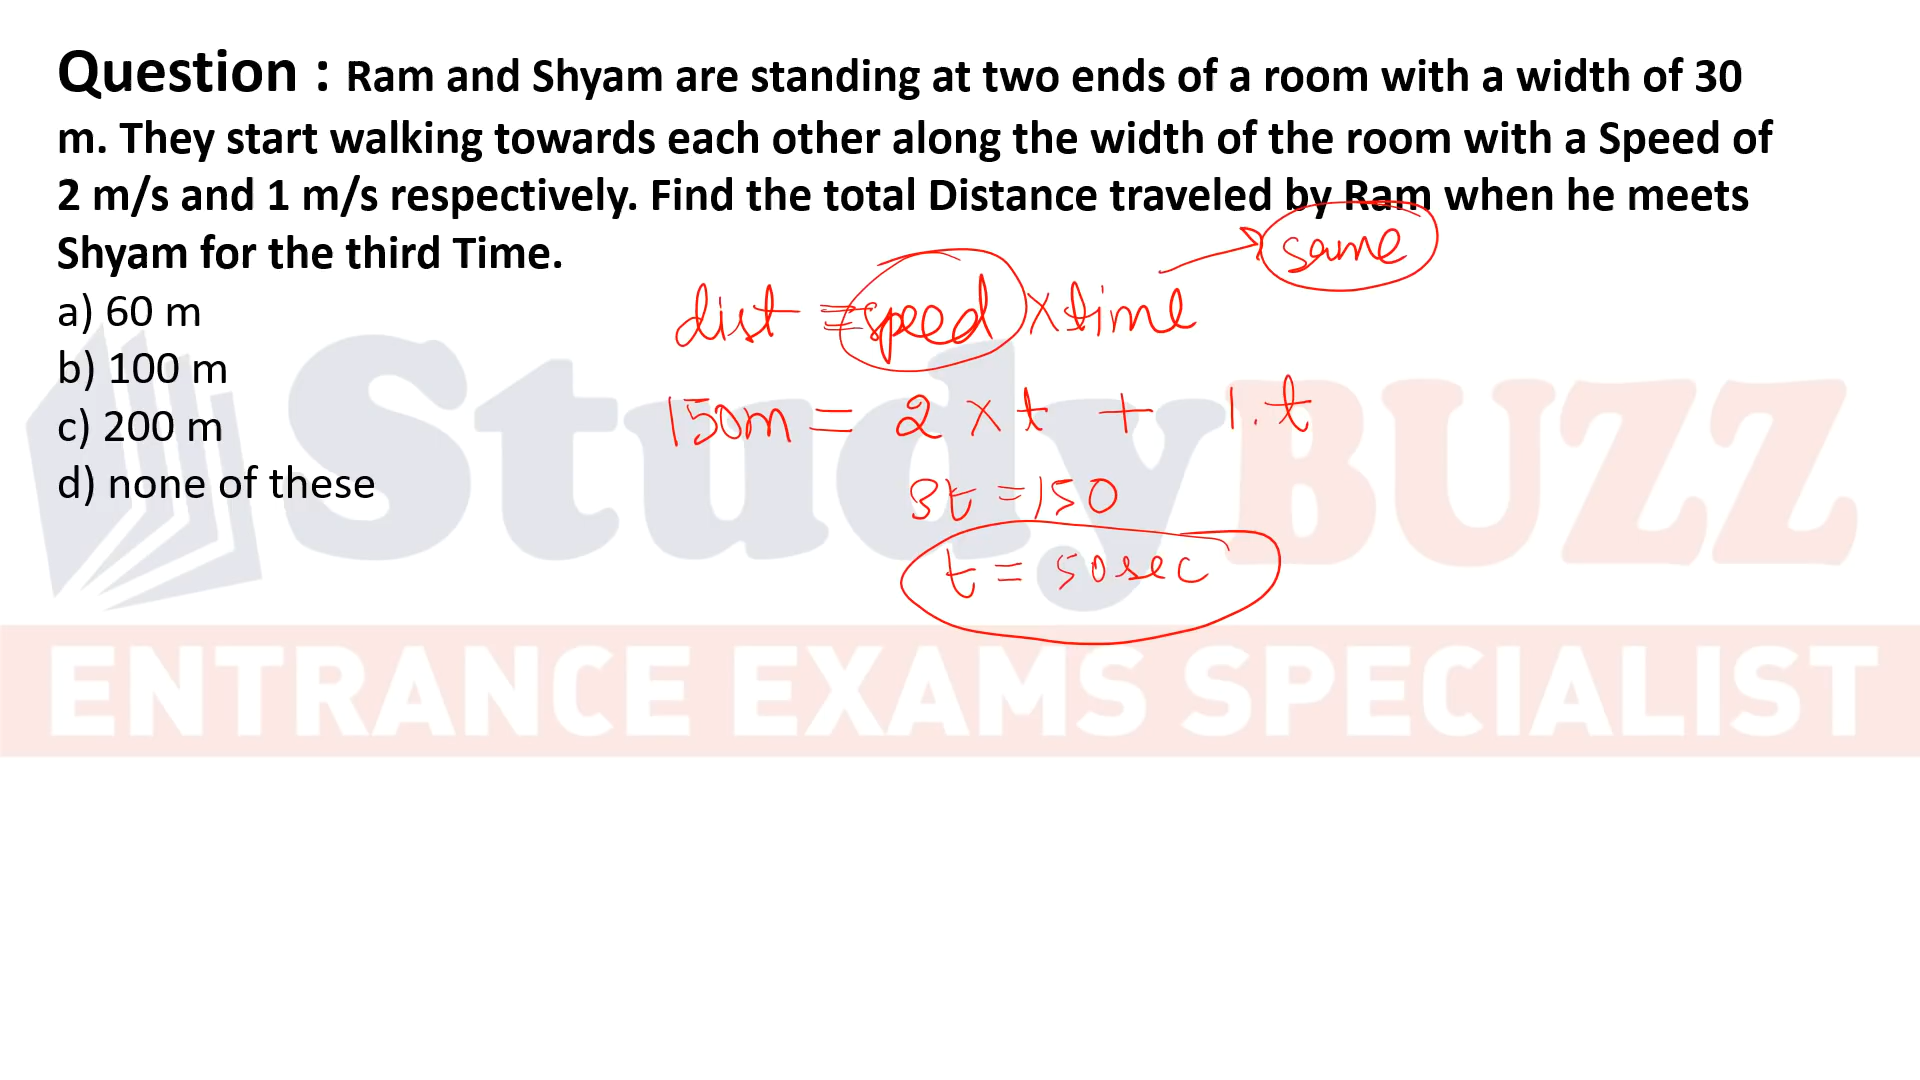 Question : Ram and Shyam are standing at two ends of a room with a width of 30
m. They start walking towards each other along the width of the room with a Speed of
2 m/s and 1 m/s respectively. Find the total Distance traveled by Ram when he meets
Shyam for the third Time.
same
a) 60 m
dist = speed × time
b) 100 m
150m = 2 × t + 1.t
c) 200 m
d) none of these
3t = 150
t = 50 sec
StudyBUZZ
ENTRANCE EXAMS SPECIALIST